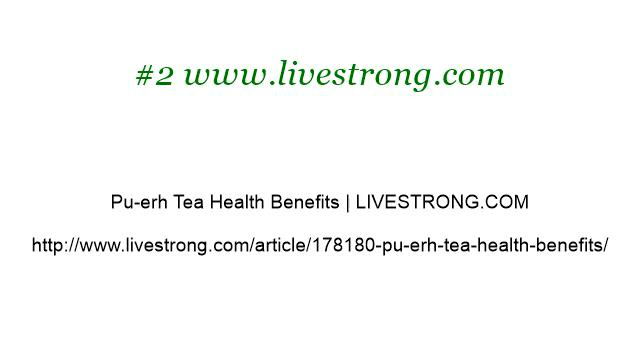 #2 www.livestrong.com
Pu-erh Tea Health Benefits | LIVESTRONG.COM
http://www.livestrong.com/article/178180-pu-erh-tea-health-benefits/